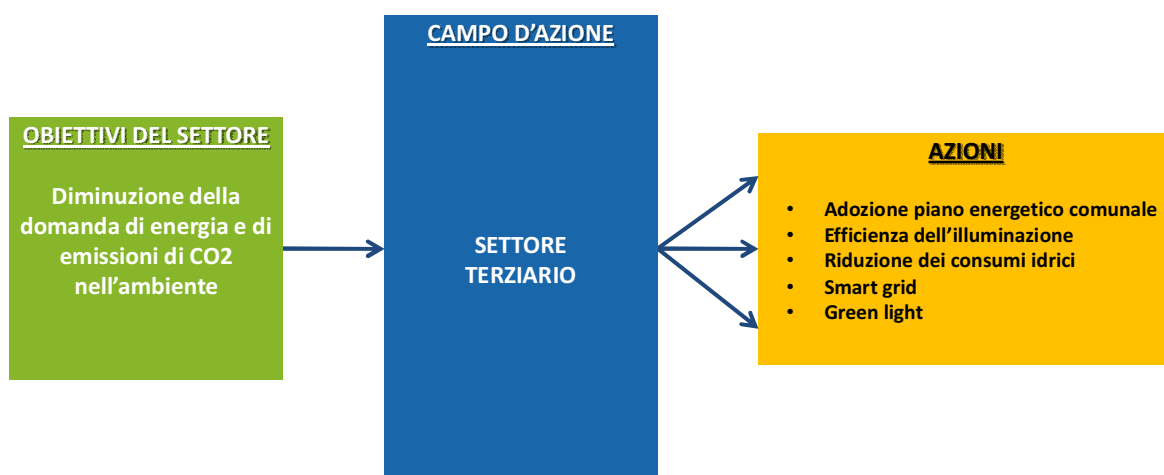 CAMPO D’AZIONE
OBIETTIVI DEL SETTORE
Diminuzione della
domanda di energia e di
emissioni di CO2
nell’ambiente
SETTORE
TERZIARIO
AZIONI
• Adozione piano energetico comunale
• Efficienza dell’illuminazione
• Riduzione dei consumi idrici
• Smart grid
• Green light